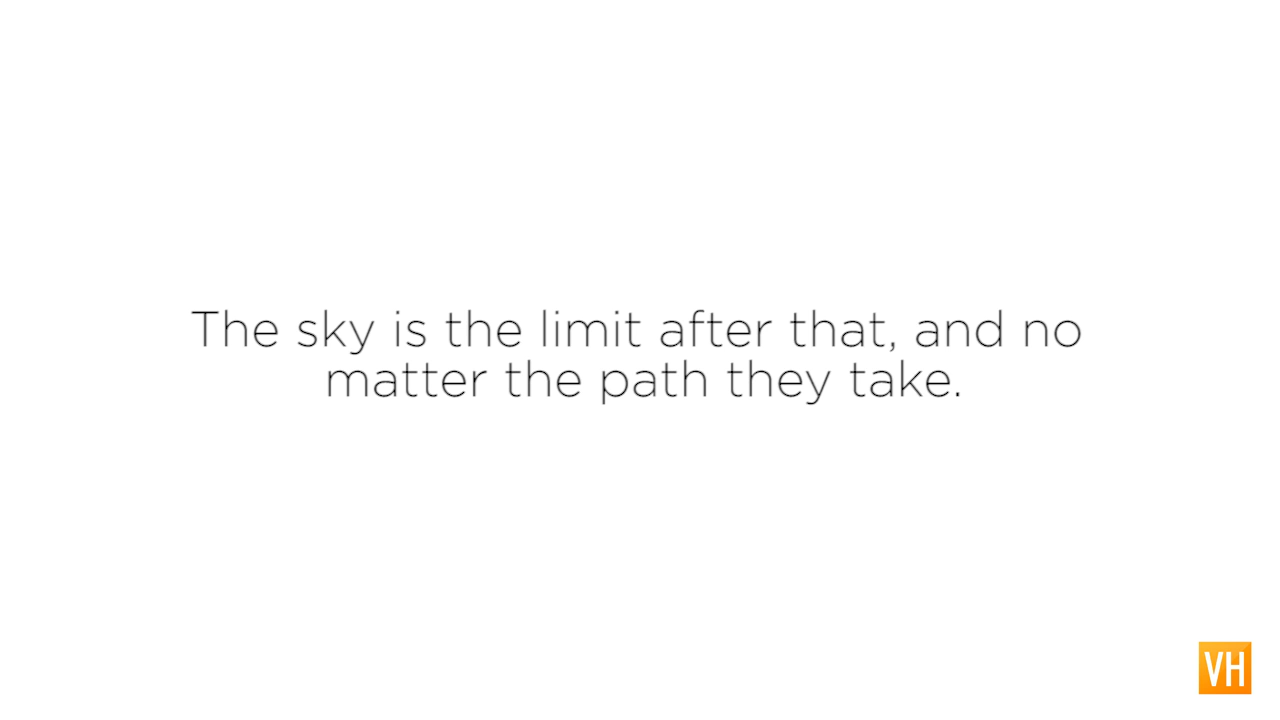 The sky is the limit after that, and no
matter the path they take.
VH